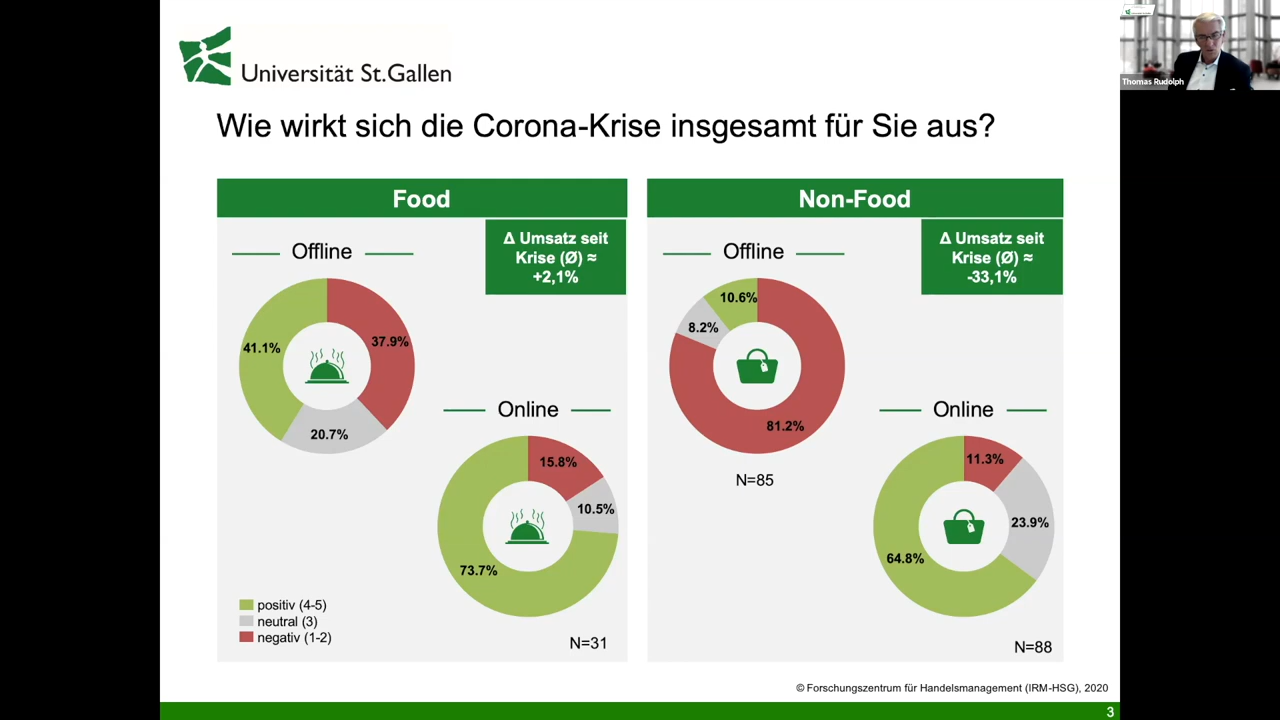 Universität St.Gallen
Thomas Rudolph
Wie wirkt sich die Corona-Krise insgesamt für Sie aus?
Food
Δ Umsatz seit
Krise (Ø) ≈
+2,1%
Offline
41.1%
37.9%
20.7%
Online
15.8%
10.5%
73.7%
positiv (4-5)
neutral (3)
negativ (1-2)
N=31
Non-Food
Δ Umsatz seit
Krise (Ø) ≈
-33,1%
Offline
10.6%
8.2%
81.2%
N=85
Online
11.3%
23.9%
64.8%
N=88
© Forschungszentrum für Handelsmanagement (IRM-HSG), 2020
3